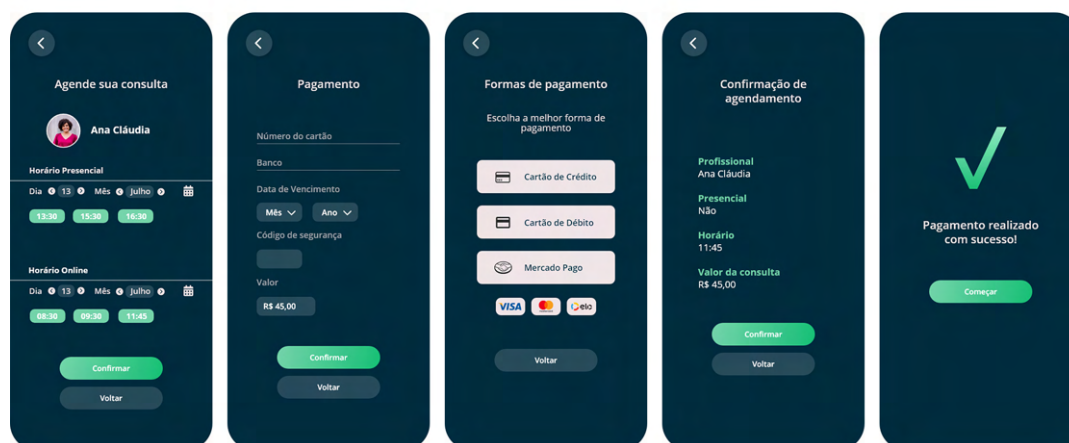 Agende sua consulta
Ana Cláudia
Horário Presencial
Dia 13 Mês Julho
13:30 15:30 16:30
Horário Online
Dia 13 Mês Julho
08:30 09:30 11:45
Confirmar
Voltar
Pagamento
Número do cartão
Banco
Data de Vencimento
Mês Ano
Código de segurança
Valor
R$ 45,00
Confirmar
Voltar
Formas de pagamento
Escolha a melhor forma de
pagamento
Cartão de Crédito
Cartão de Débito
Mercado Pago
VISA elo
Voltar
Confirmação de
agendamento
Profissional
Ana Cláudia
Presencial
Não
Horário
11:45
Valor da consulta
R$ 45,00
Confirmar
Voltar
Pagamento realizado
com sucesso!
Começar